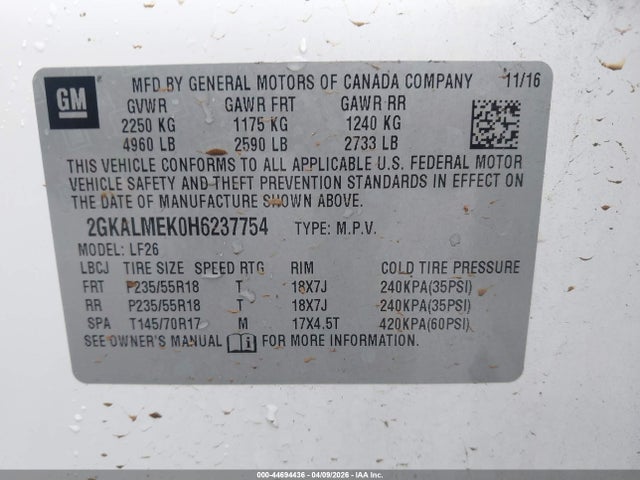 GM
MFD BY GENERAL MOTORS OF CANADA COMPANY 11/16
GVWR GAWR FRT GAWR RR
2250 KG 1175 KG 1240 KG
4960 LB 2590 LB 2733 LB
THIS VEHICLE CONFORMS TO ALL APPLICABLE U.S. FEDERAL MOTOR
VEHICLE SAFETY AND THEFT PREVENTION STANDARDS IN EFFECT ON
THE DATE OF MANUFACTURE SHOWN ABOVE.
2GKALMEK0H6237754 TYPE: M.P.V.
MODEL: LF26
LBCJ TIRE SIZE SPEED RTG RIM COLD TIRE PRESSURE
FRT P235/55R18 T 18X7J 240KPA(35PSI)
RR P235/55R18 T 18X7J 240KPA(35PSI)
SPA T145/70R17 M 17X4.5T 420KPA(60PSI)
SEE OWNER'S MANUAL FOR MORE INFORMATION.
000-44694436 - 04/09/2026 - IAA, Inc.